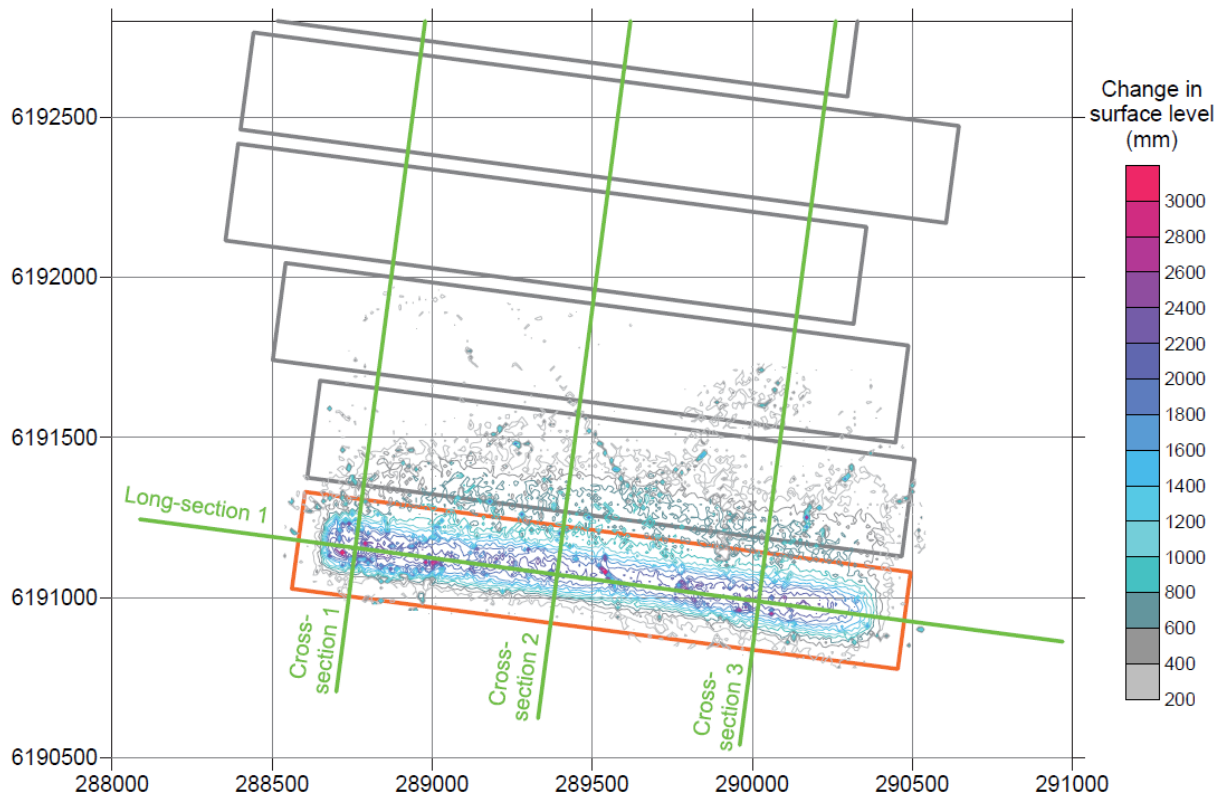 Change in
surface level
(mm)
6192500
3000
2800
2600
2400
6192000
2200
2000
1800
1600
1400
6191500
1200
1000
Long-section 1
800
600
400
200
6191000
Cross-
section 1
Cross-
section 2
Cross-
section 3
6190500
288000
288500
289000
289500
290000
290500
291000